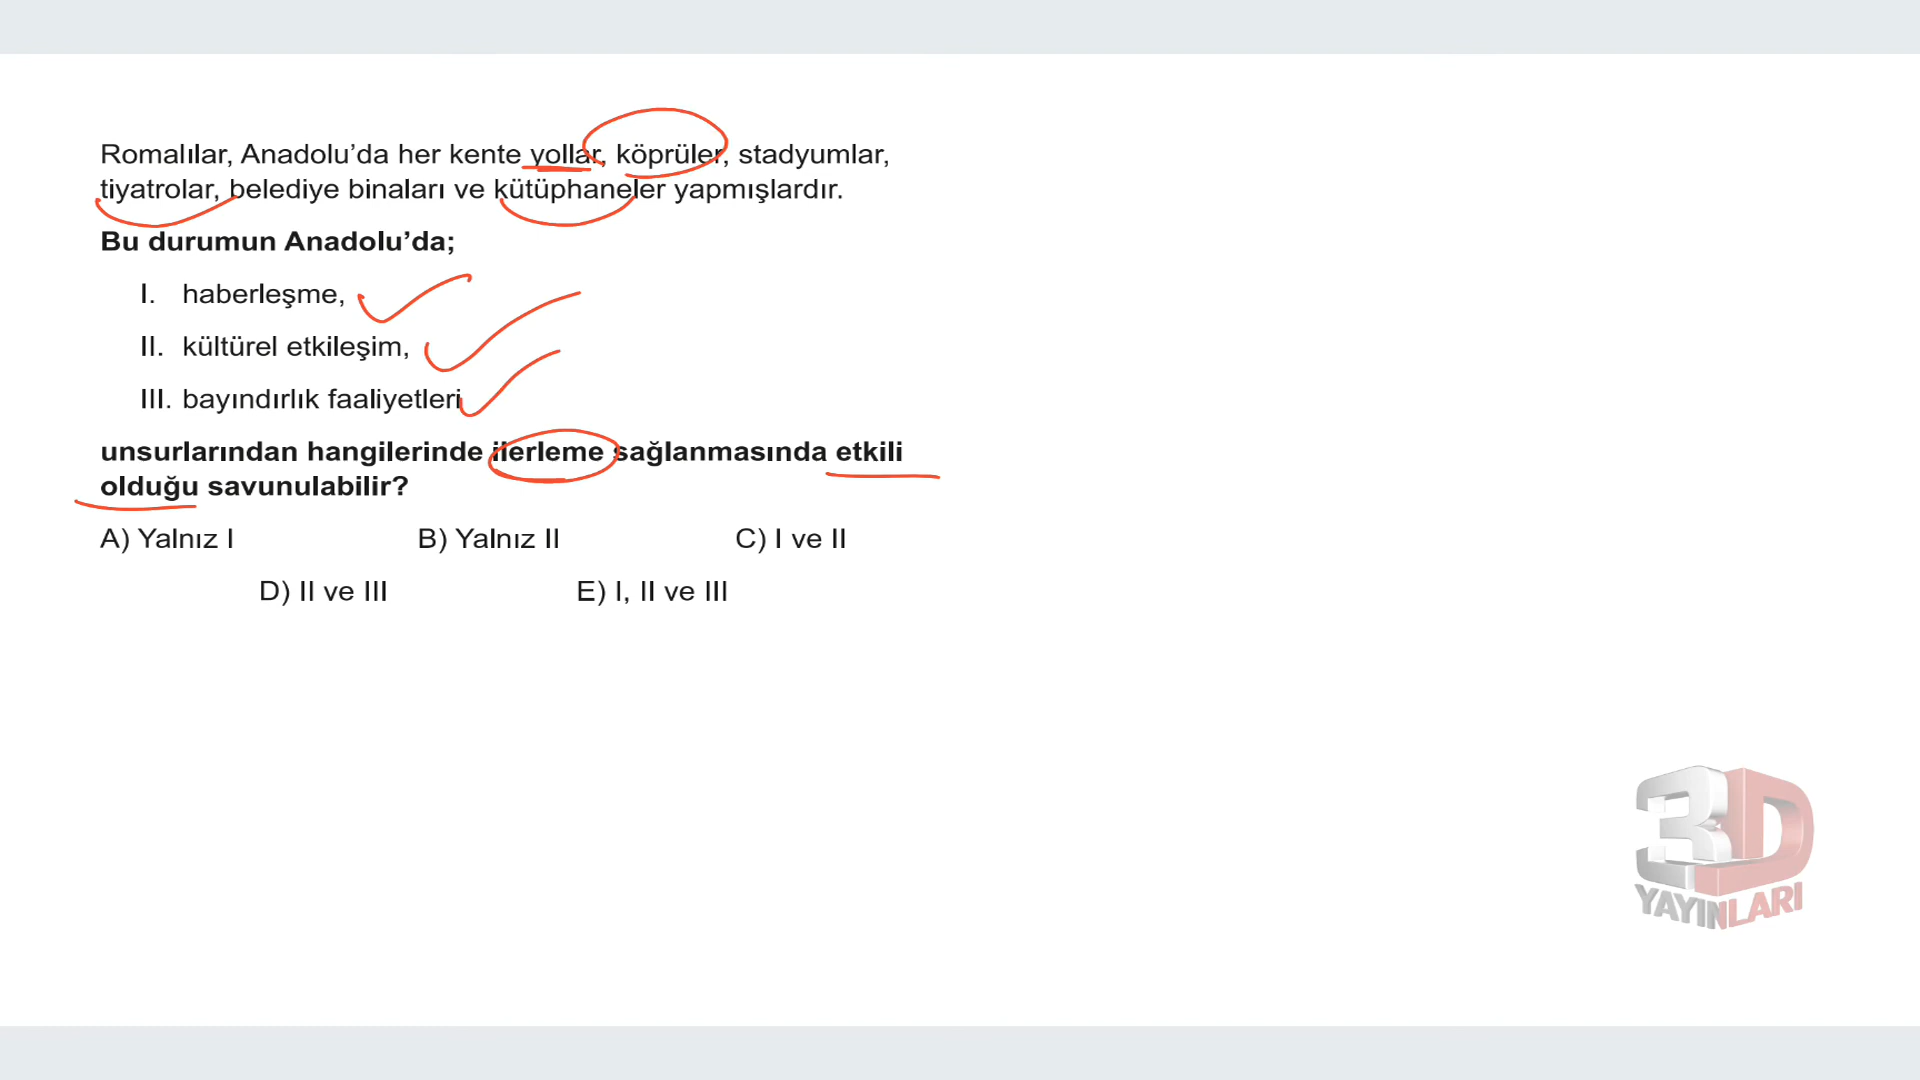 Romalılar, Anadolu’da her kente yollar, köprüler, stadyumlar,
tiyatrolar, belediye binaları ve kütüphaneler yapmışlardır.
Bu durumun Anadolu’da;
I. haberleşme,
II. kültürel etkileşim,
III. bayındırlık faaliyetleri
unsurlarından hangilerinde ilerleme sağlanmasında etkili
olduğu savunulabilir?
A) Yalnız I B) Yalnız II C) I ve II
D) II ve III E) I, II ve III
3D
YAYINLARI